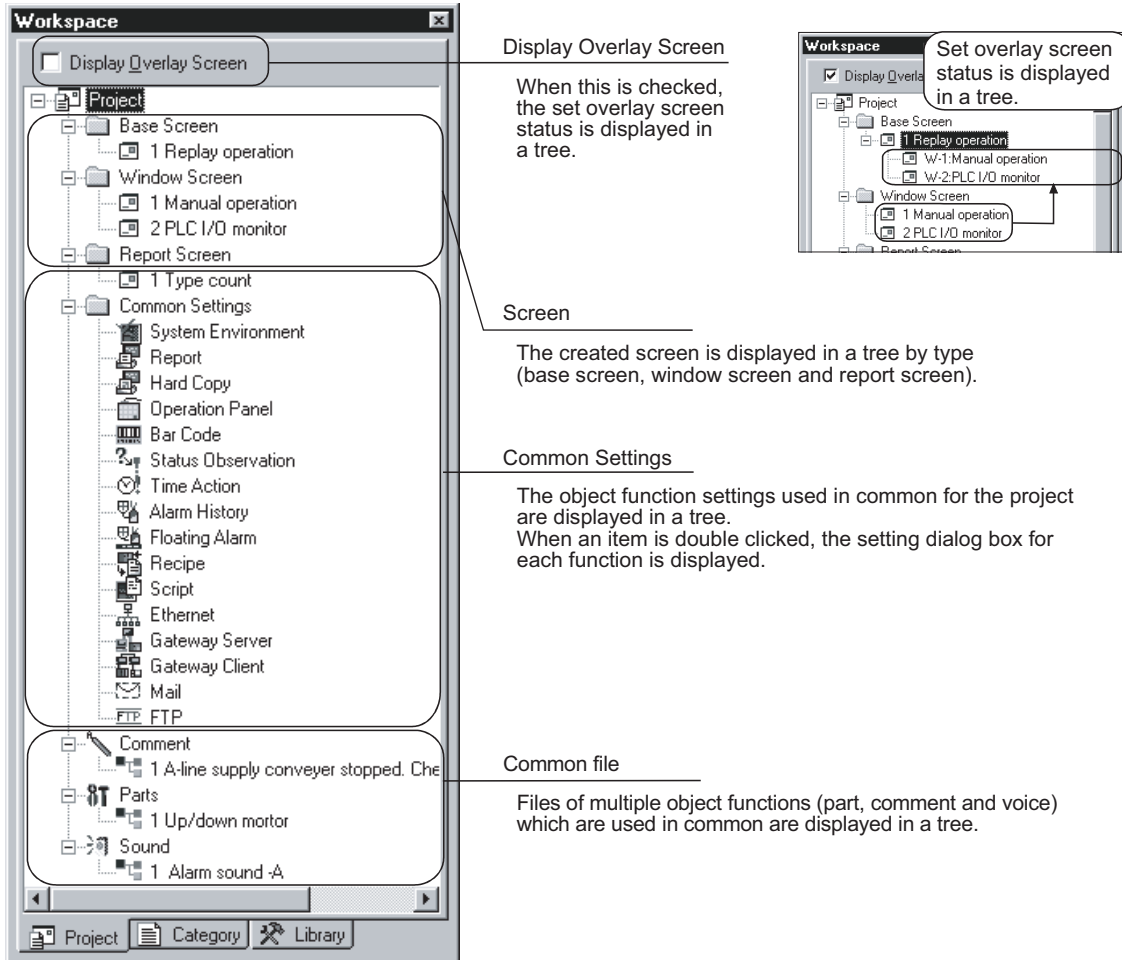 Workspace
Display Overlay Screen
Project
Base Screen
1 Replay operation
Window Screen
1 Manual operation
2 PLC I/O monitor
Report Screen
1 Type count
Common Settings
System Environment
Report
Hard Copy
Operation Panel
Bar Code
Status Observation
Time Action
Alarm History
Floating Alarm
Recipe
Script
Ethernet
Gateway Server
Gateway Client
Mail
FTP FTP
Comment
1 A-line supply conveyer stopped. Che
Parts
1 Up/down mortor
Sound
1 Alarm sound -A
Project Category Library
Display Overlay Screen
When this is checked,
the set overlay screen
status is displayed in
a tree.
Workspace
Display Overla
Set overlay screen
status is displayed
in a tree.
Project
Base Screen
1 Replay operation
W-1:Manual operation
W-2:PLC I/O monitor
Window Screen
1 Manual operation
2 PLC I/O monitor
Report Screen
Screen
The created screen is displayed in a tree by type
(base screen, window screen and report screen).
Common Settings
The object function settings used in common for the project
are displayed in a tree.
When an item is double clicked, the setting dialog box for
each function is displayed.
Common file
Files of multiple object functions (part, comment and voice)
which are used in common are displayed in a tree.